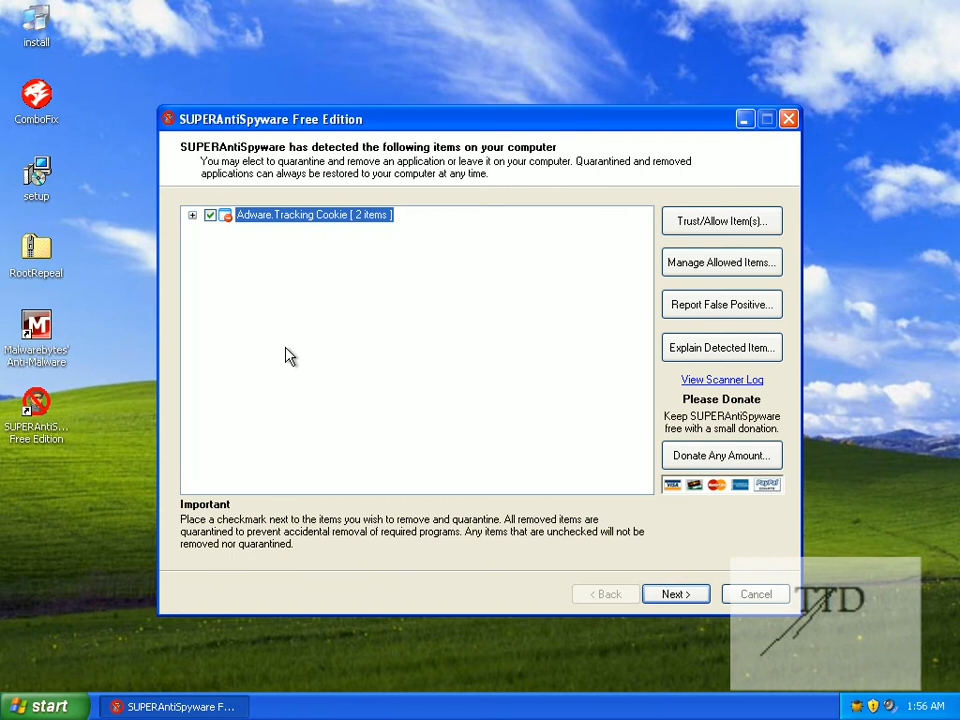 install
ComboFix
setup
RootRepeal
Malwarebytes'
Anti-Malware
SUPERAntiS...
Free Edition
SUPERAntiSpyware Free Edition
SUPERAntiSpyware has detected the following items on your computer
You may elect to quarantine and remove an application or leave it on your computer. Quarantined and removed
applications can always be restored to your computer at any time.
Adware.Tracking Cookie [ 2 items ]
Trust/Allow Item(s)...
Manage Allowed Items...
Report False Positive...
Explain Detected Item...
View Scanner Log
Please Donate
Keep SUPERAntiSpyware
free with a small donation.
Donate Any Amount...
VISA
MasterCard
PayPal
Important
Place a checkmark next to the items you wish to remove and quarantine. All removed items are
quarantined to prevent accidental removal of required programs. Any items that are unchecked will not be
removed nor quarantined.
< Back
Next >
Cancel
TTD
start
SUPERAntiSpyware F...
1:56 AM